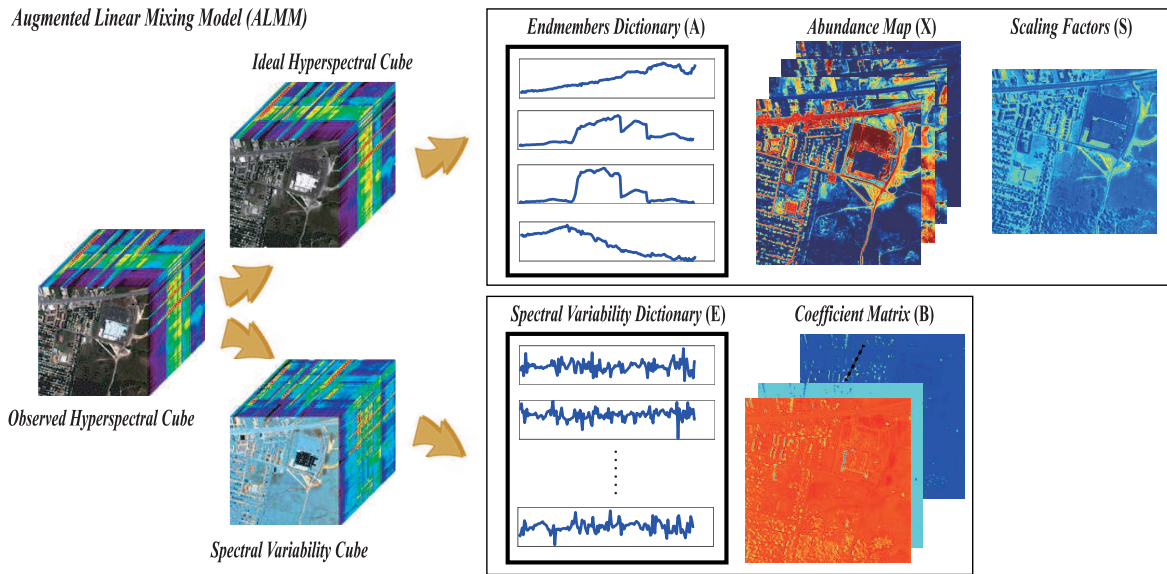 Augmented Linear Mixing Model (ALMM)
Ideal Hyperspectral Cube
Observed Hyperspectral Cube
Spectral Variability Cube
Endmembers Dictionary (A)
Abundance Map (X)
Scaling Factors (S)
Spectral Variability Dictionary (E)
Coefficient Matrix (B)